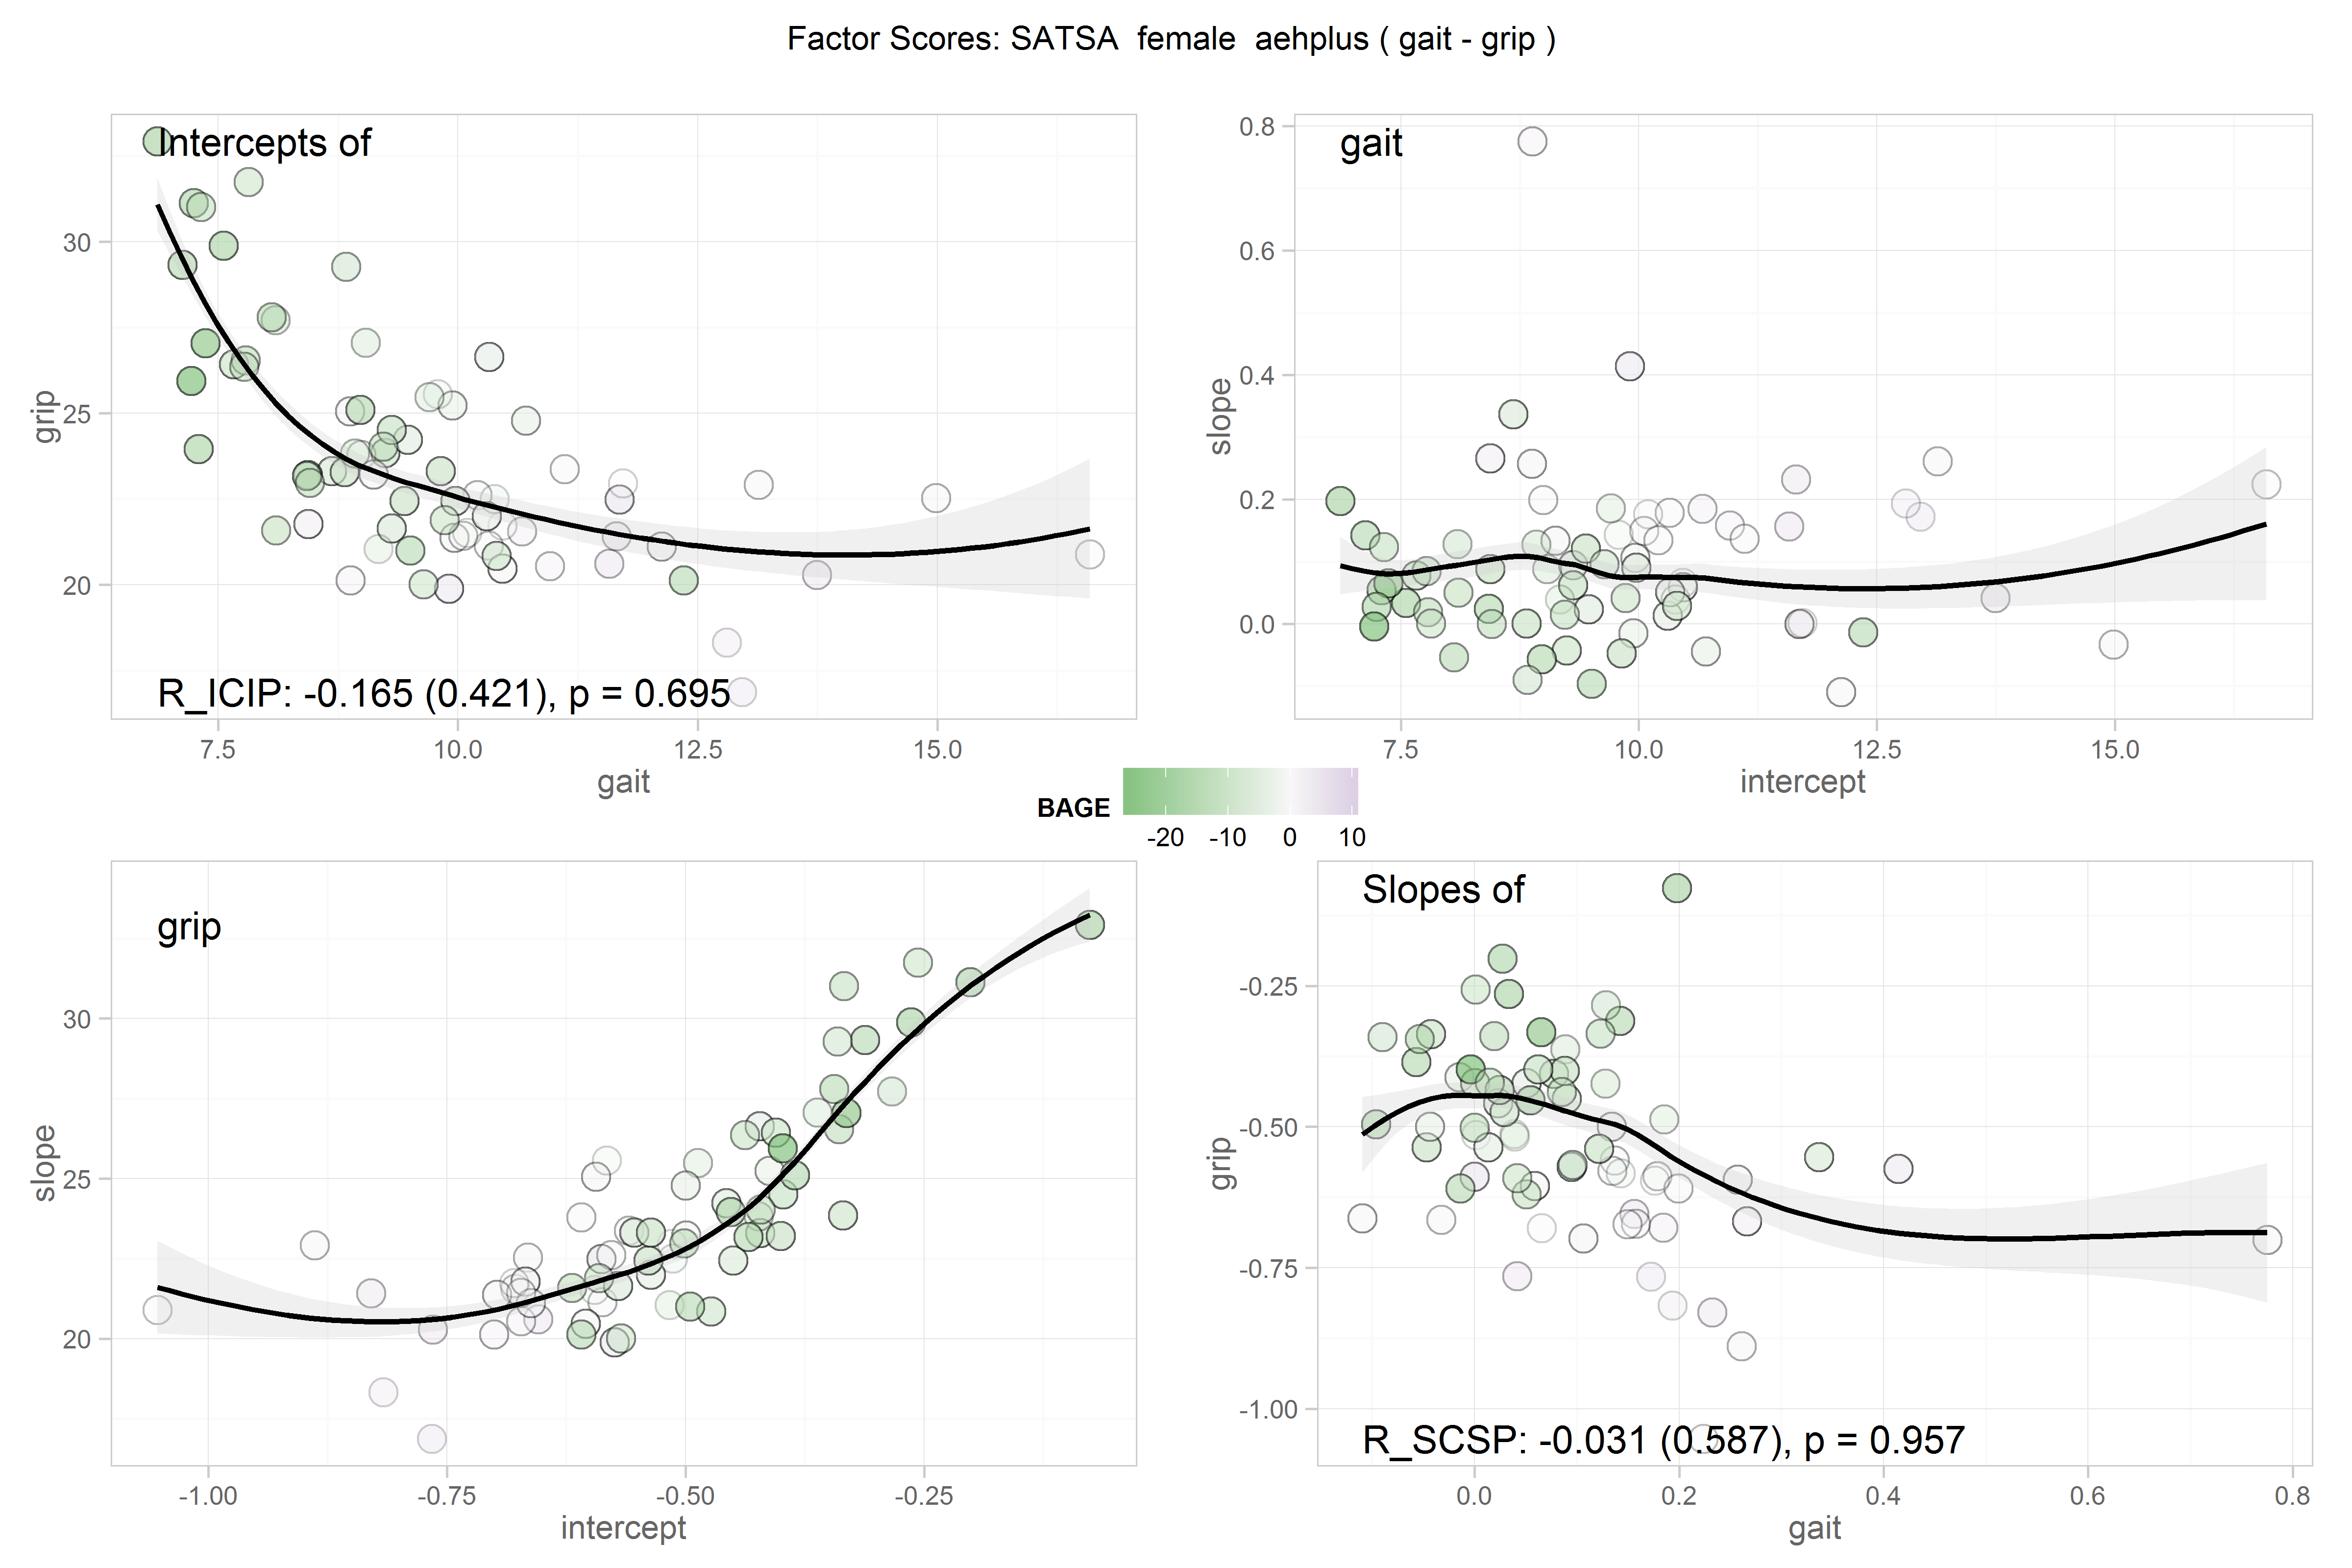 Factor Scores: SATSA female aehplus ( gait - grip )
Intercepts of
grip
30
25
20
R_ICIP: -0.165 (0.421), p = 0.695
7.5 10.0 12.5 15.0
gait
gait
slope
0.8
0.6
0.4
0.2
0.0
7.5 10.0 12.5 15.0
intercept
BAGE
-20 -10 0 10
grip
slope
30
25
20
-1.00 -0.75 -0.50 -0.25
intercept
Slopes of
grip
-0.25
-0.50
-0.75
-1.00
R_SCSP: -0.031 (0.587), p = 0.957
0.0 0.2 0.4 0.6 0.8
gait